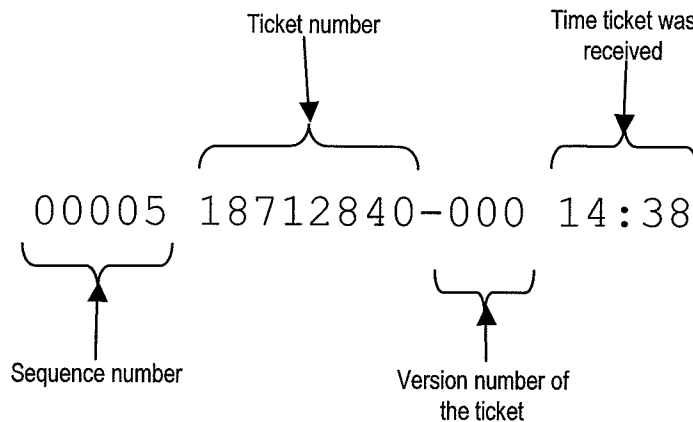 Ticket number
Time ticket was
received
00005 18712840-000 14:38
Sequence number
Version number of
the ticket